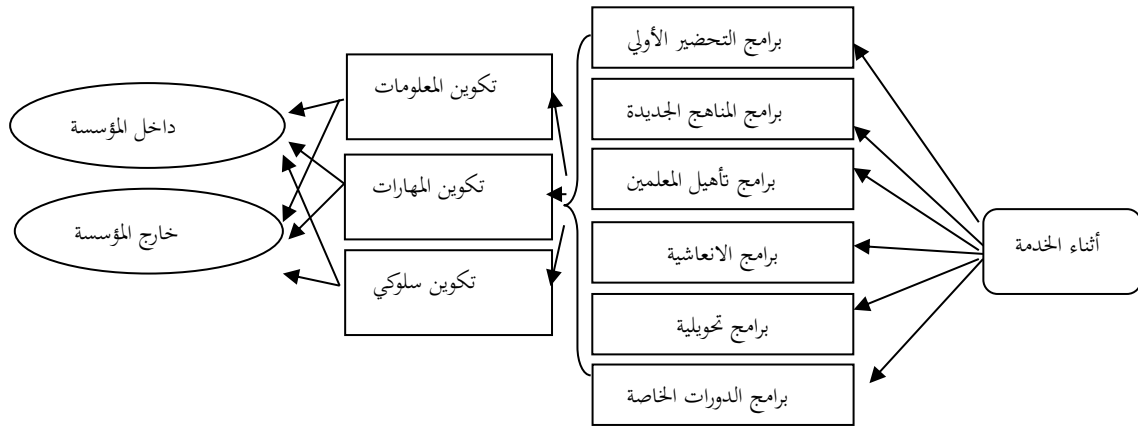 أثناء الخدمة
برامج التحضير الأولي
برامج المناهج الجديدة
برامج تأهيل المعلمين
برامج الانعاشية
برامج تحويلية
برامج الدورات الخاصة
تكوين المعلومات
تكوين المهارات
تكوين سلوكي
داخل المؤسسة
خارج المؤسسة